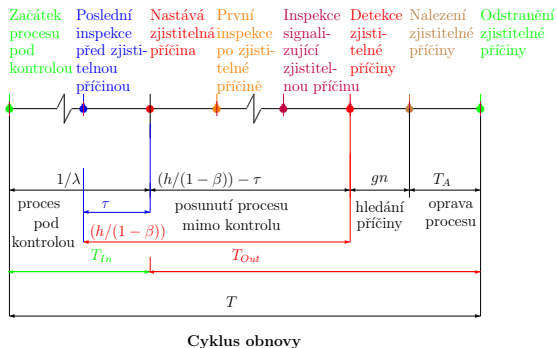 Začátek
procesu
pod
kontrolou
Poslední
inspekce
před zjisti-
telnou
příčinou
Nastává
zjistitelná
příčina
První
inspekce
po zjisti-
telné
příčině
Inspekce
signali-
zující
zjistitel-
nou příčinu
Detekce
zjisti-
telné
příčiny
Nalezení
zjistitelné
příčiny
Odstranění
zjistitelné
příčiny
1/λ
(h/(1 − β)) − τ
gn
T_A
proces
pod
kontrolou
τ
posunutí procesu
mimo kontrolu
hledání
příčiny
oprava
procesu
(h/(1 − β))
T_In
T_Out
T
Cyklus obnovy